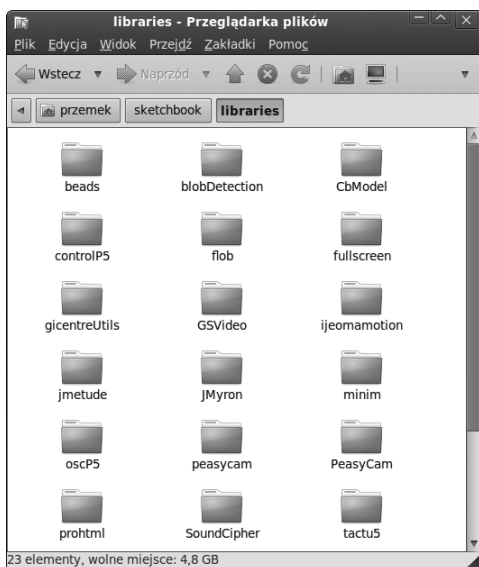 libraries - Przeglądarka plików
Plik Edycja Widok Przejdź Zakładki Pomoc
Wstecz Naprzód
przemek sketchbook libraries
beads blobDetection CbModel
controlP5 flob fullscreen
gicentreUtils GSVideo ijeomamotion
jmetude JMyron minim
oscP5 peasycam PeasyCam
prohtml SoundCipher tactu5
23 elementy, wolne miejsce: 4,8 GB